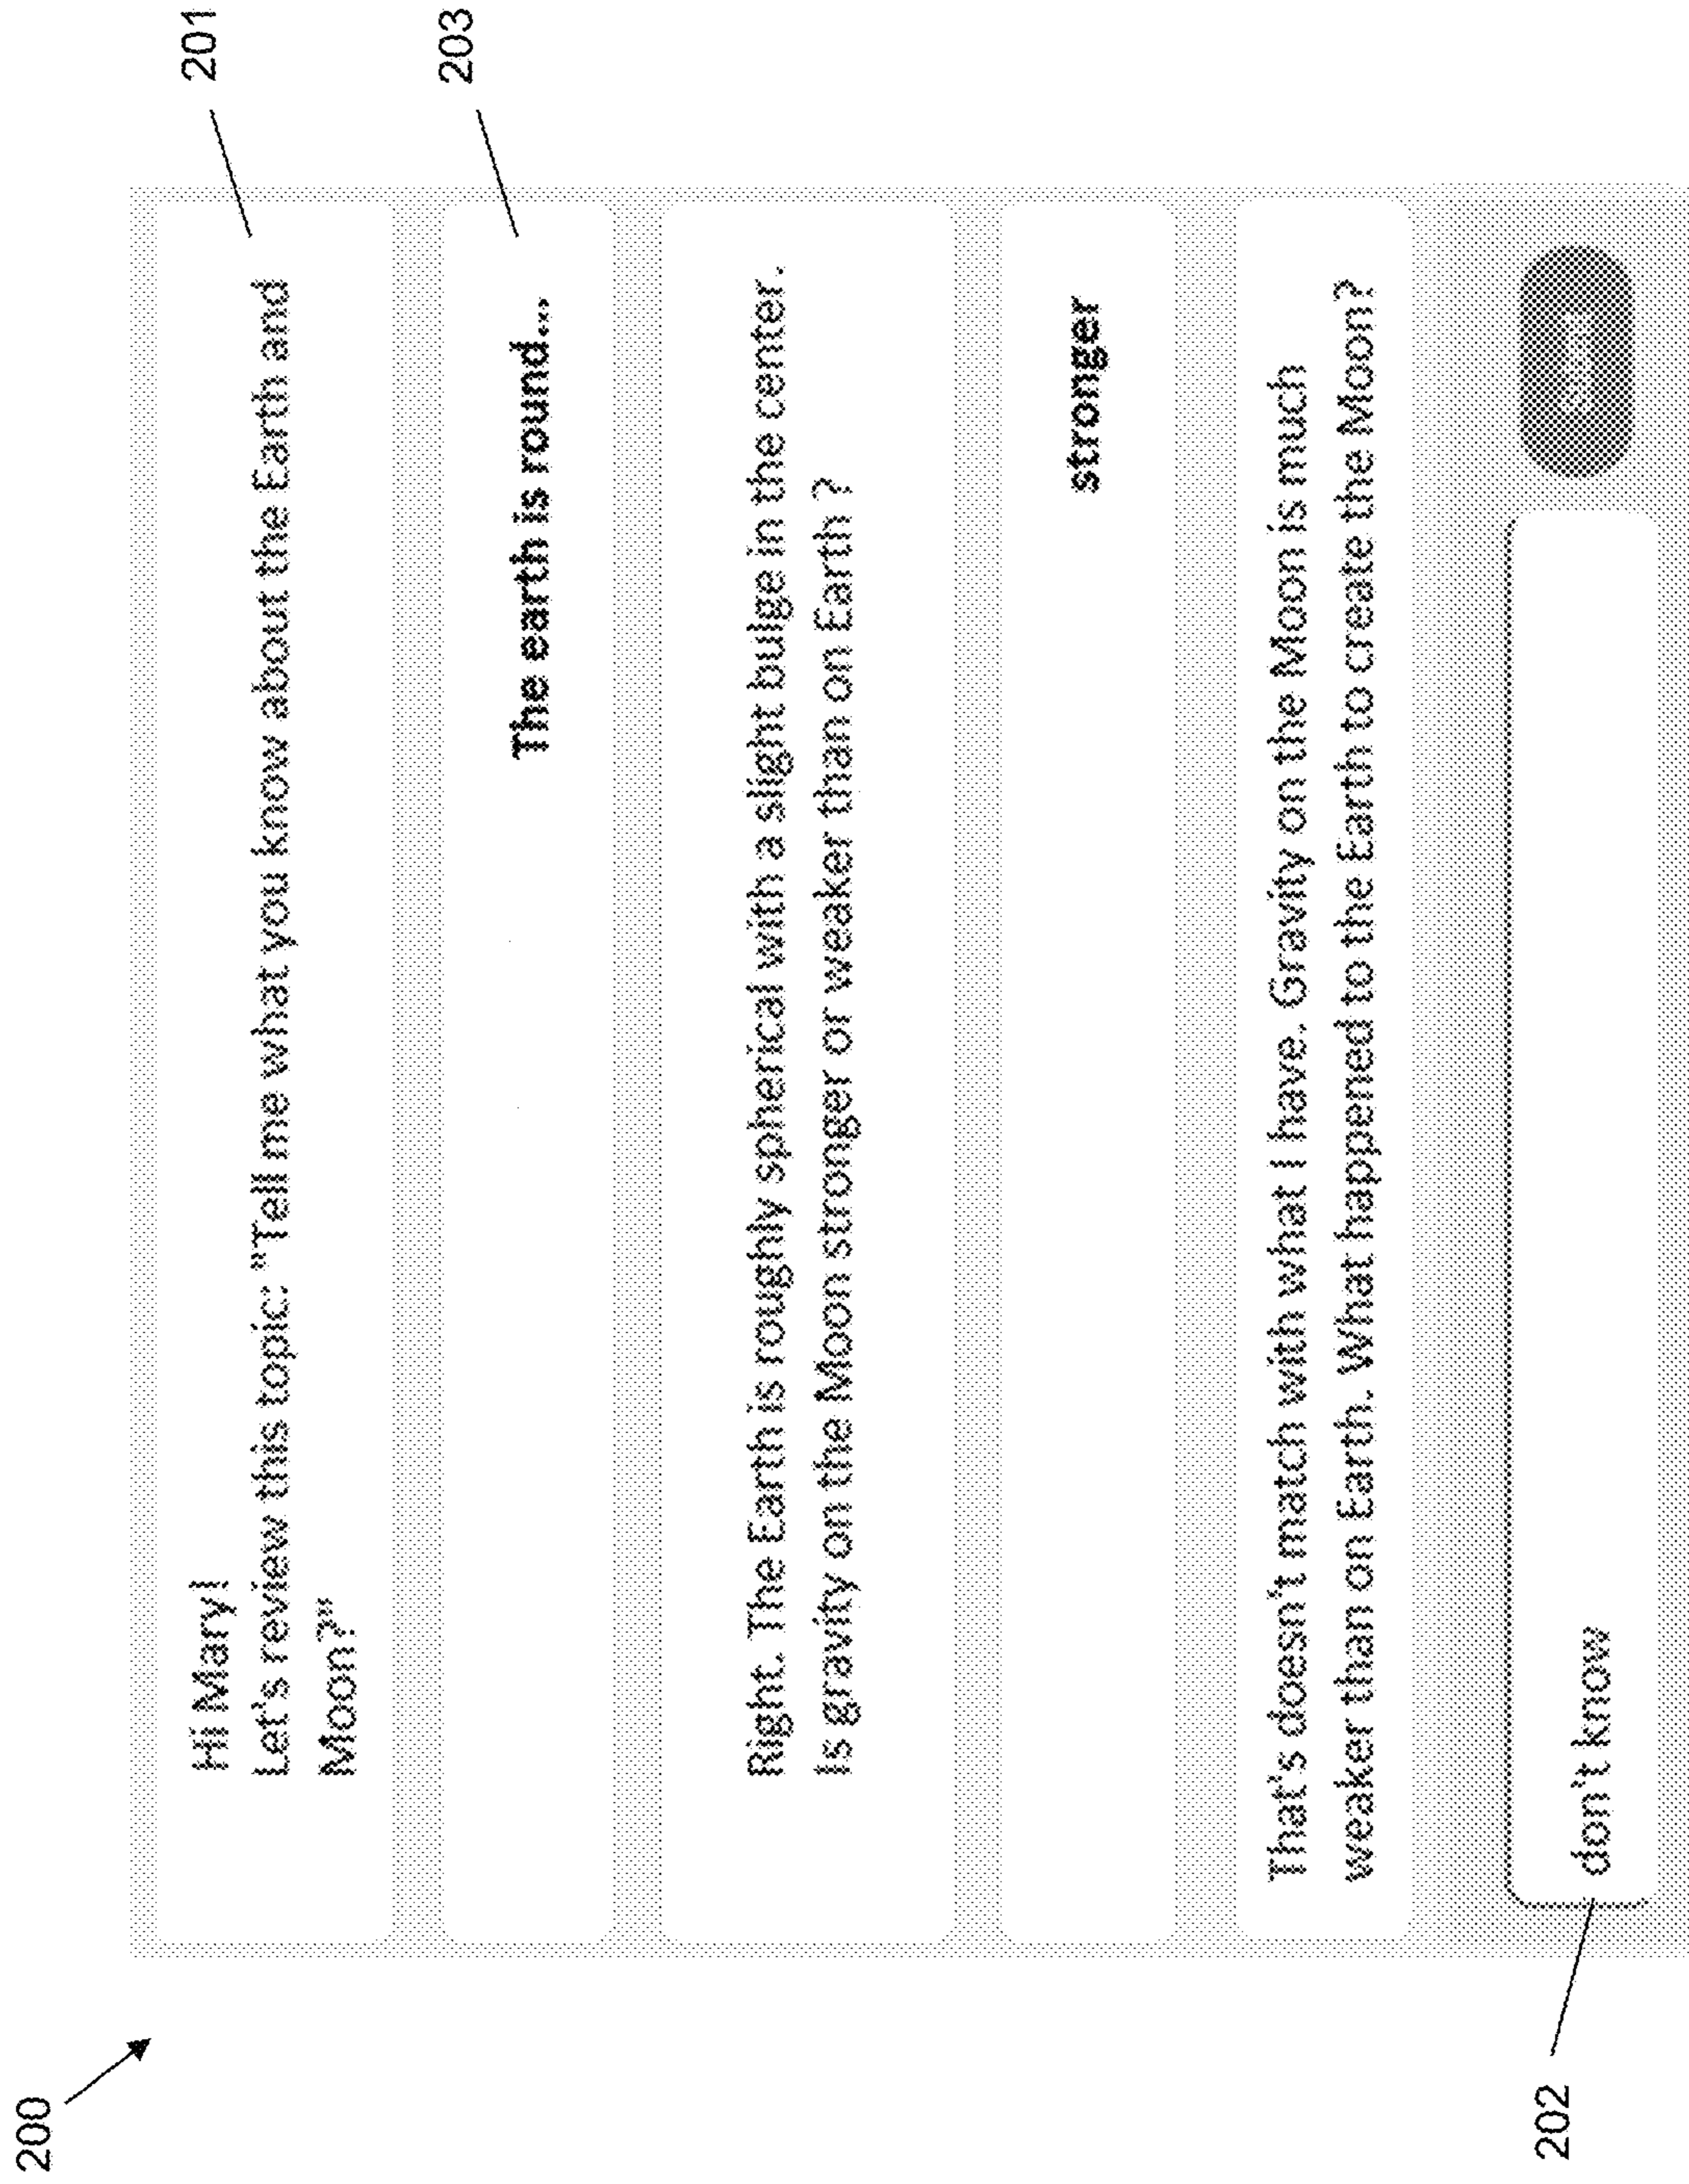 200
201
Hi Mary!
Let's review this topic: "Tell me what you know about the Earth and
Moon?"
203
The earth is round...
Right. The Earth is roughly spherical with a slight bulge in the center.
Is gravity on the Moon stronger or weaker than on Earth ?
stronger
That's doesn't match with what I have. Gravity on the Moon is much
weaker than on Earth. What happened to the Earth to create the Moon?
202
don't know